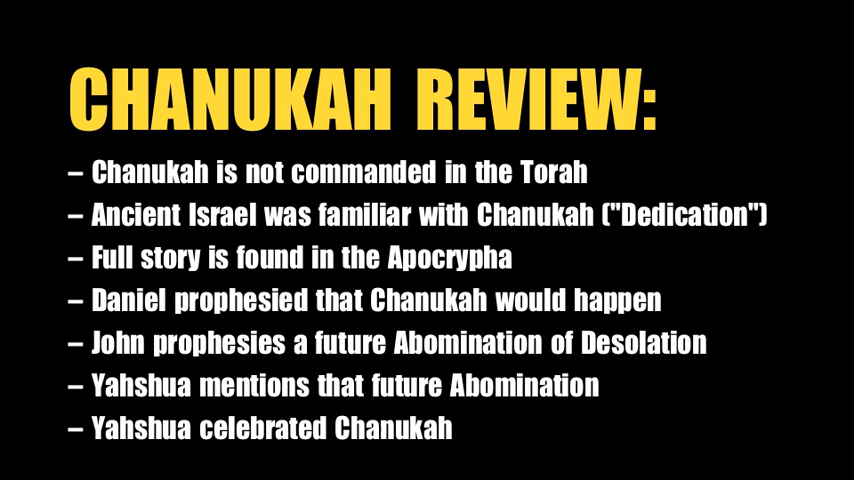 CHANUKAH REVIEW:
– Chanukah is not commanded in the Torah
– Ancient Israel was familiar with Chanukah ("Dedication")
– Full story is found in the Apocrypha
– Daniel prophesied that Chanukah would happen
– John prophesies a future Abomination of Desolation
– Yahshua mentions that future Abomination
– Yahshua celebrated Chanukah